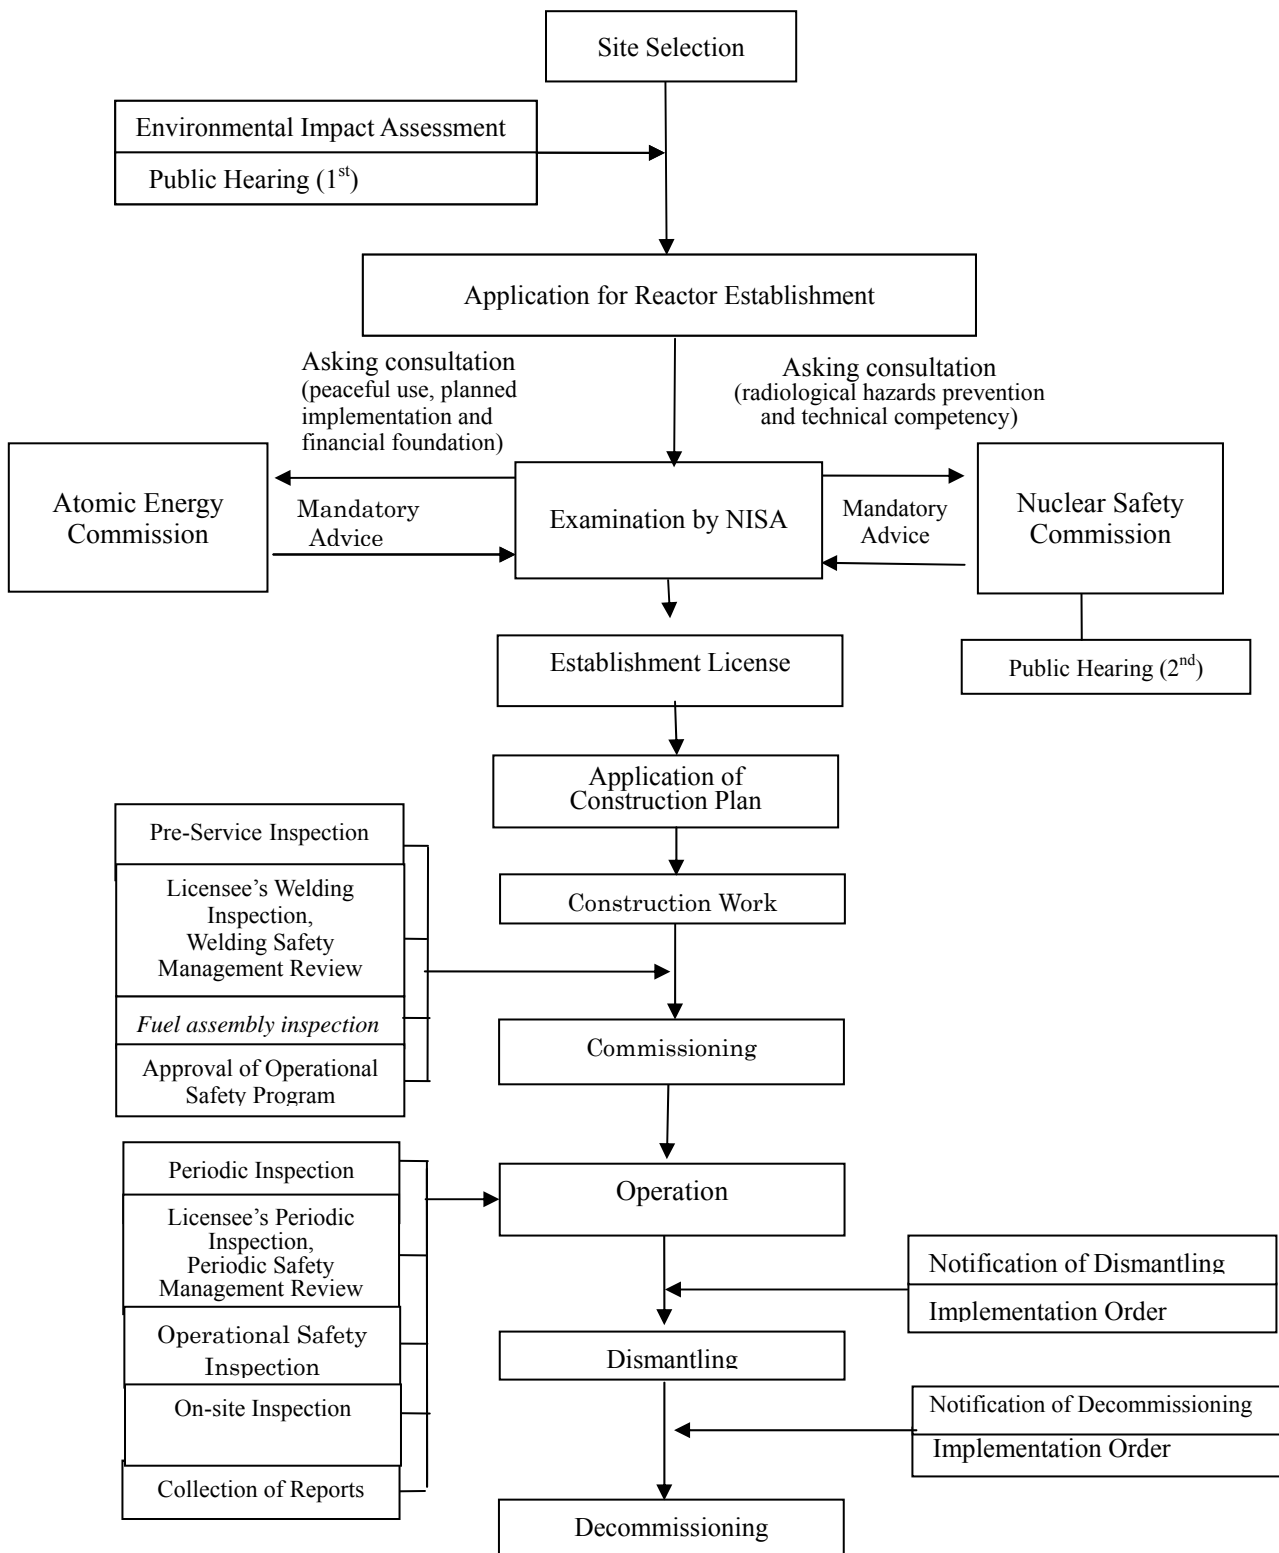 Site Selection
Environmental Impact Assessment
Public Hearing (1st)
Application for Reactor Establishment
Asking consultation
(peaceful use, planned
implementation and
financial foundation)
Asking consultation
(radiological hazards prevention
and technical competency)
Atomic Energy
Commission
Mandatory
Advice
Examination by NISA
Mandatory
Advice
Nuclear Safety
Commission
Establishment License
Public Hearing (2nd)
Application of
Construction Plan
Pre-Service Inspection
Licensee's Welding
Inspection,
Welding Safety
Management Review
Fuel assembly inspection
Approval of Operational
Safety Program
Construction Work
Commissioning
Periodic Inspection
Licensee's Periodic
Inspection,
Periodic Safety
Management Review
Operational Safety
Inspection
On-site Inspection
Collection of Reports
Operation
Notification of Dismantling
Implementation Order
Dismantling
Notification of Decommissioning
Implementation Order
Decommissioning